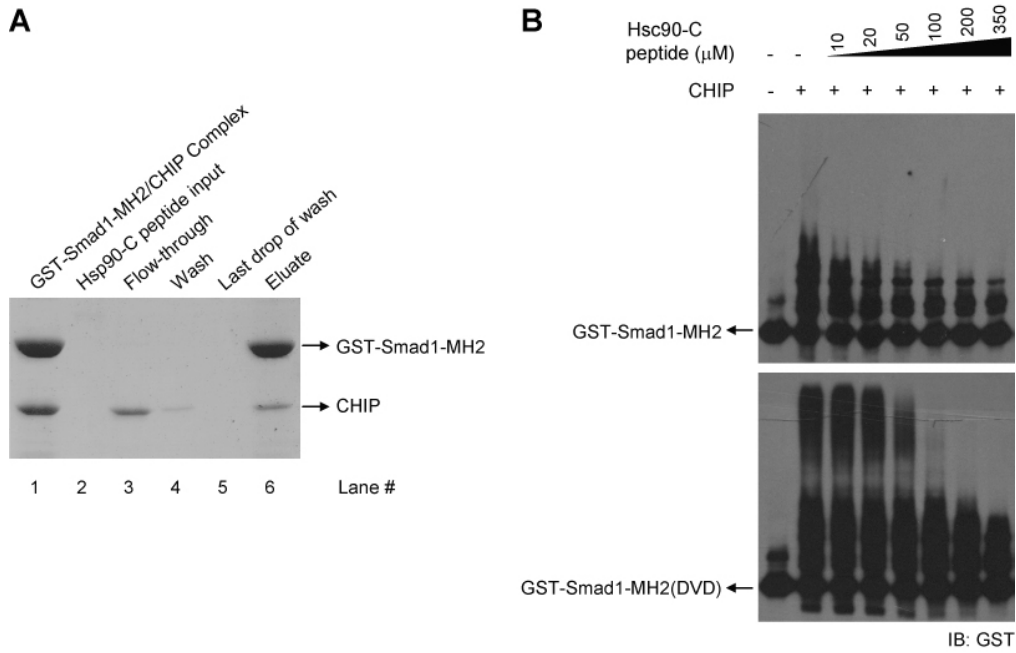 A
GST-Smad1-MH2/CHIP Complex
Hsp90-C peptide input
Flow-through
Wash
Last drop of wash
Eluate
GST-Smad1-MH2
CHIP
1 2 3 4 5 6 Lane #
B
Hsc90-C
peptide (μM) - - 10 20 50 100 200 350
CHIP - + + + + + + +
GST-Smad1-MH2
GST-Smad1-MH2(DVD)
IB: GST